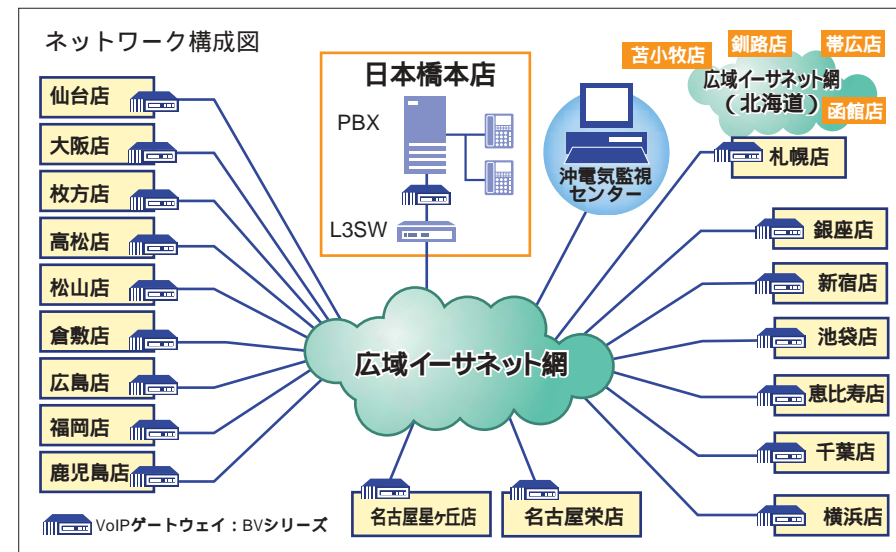 ネットワーク構成図
仙台店
大阪店
枚方店
高松店
松山店
倉敷店
広島店
福岡店
鹿児島店
VoIPゲートウェイ：BVシリーズ
日本橋本店
PBX
L3SW
沖電気監視
センター
苫小牧店
釧路店
帯広店
広域イーサネット網
（北海道）
函館店
札幌店
銀座店
新宿店
池袋店
恵比寿店
千葉店
横浜店
広域イーサネット網
名古屋星ヶ丘店
名古屋栄店